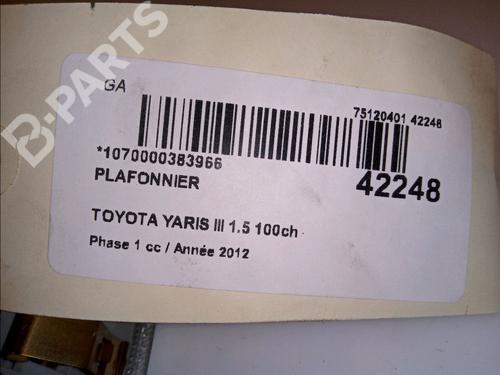 B-PARTS
GA
75120401 42248
*1070000383966
PLAFONNIER
42248
TOYOTA YARIS III 1.5 100ch
Phase 1 cc / Année 2012